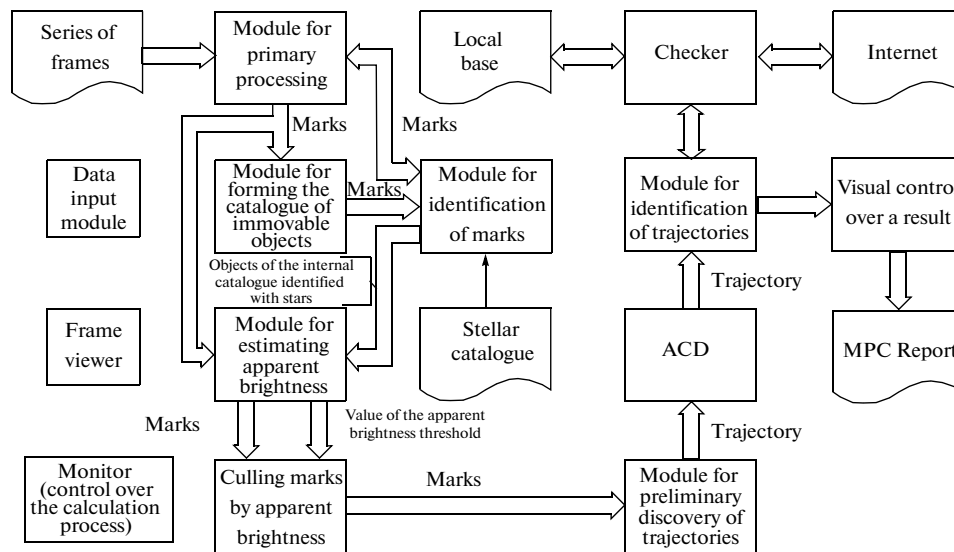 Series of
frames
Module for
primary
processing
Local
base
Checker
Internet
Marks
Marks
Data
input
module
Module for
forming the
catalogue of
immovable
objects
Marks
Module for
identification
of marks
Module for
identification
of trajectories
Visual control
over a result
Objects of the internal
catalogue identified
with stars
Trajectory
Frame
viewer
Module for
estimating
apparent
brightness
Stellar
catalogue
ACD
MPC Report
Marks
Value of the apparent
brightness threshold
Trajectory
Monitor
(control over
the calculation
process)
Culling marks
by apparent
brightness
Marks
Module for
preliminary
discovery of
trajectories